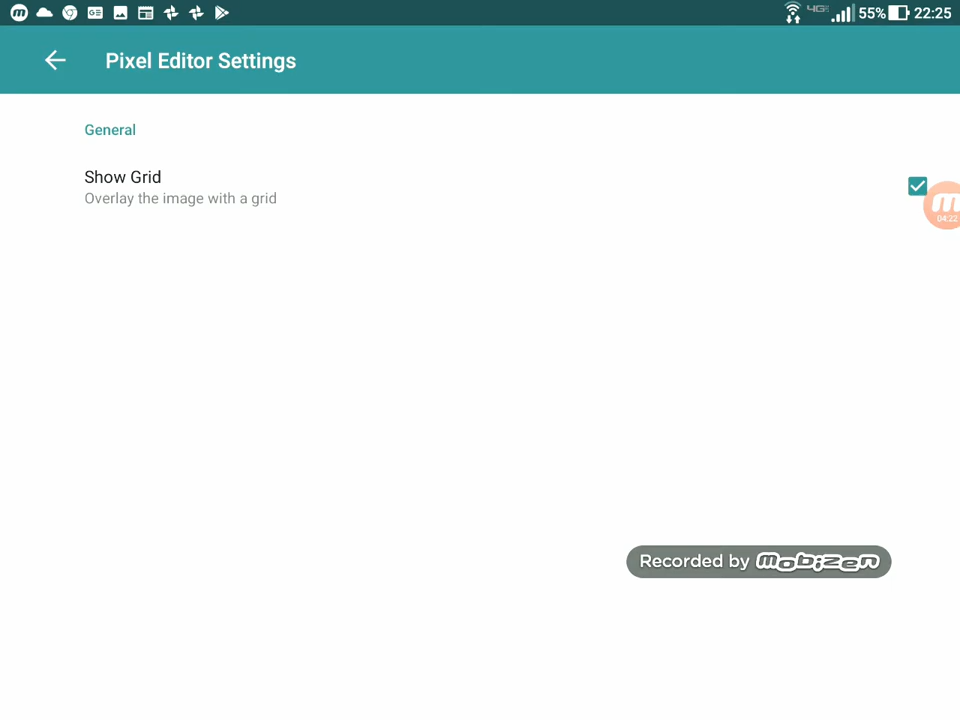 4G 55% 22:25
Pixel Editor Settings
General
Show Grid
Overlay the image with a grid
m
04:22
Recorded by mobizen